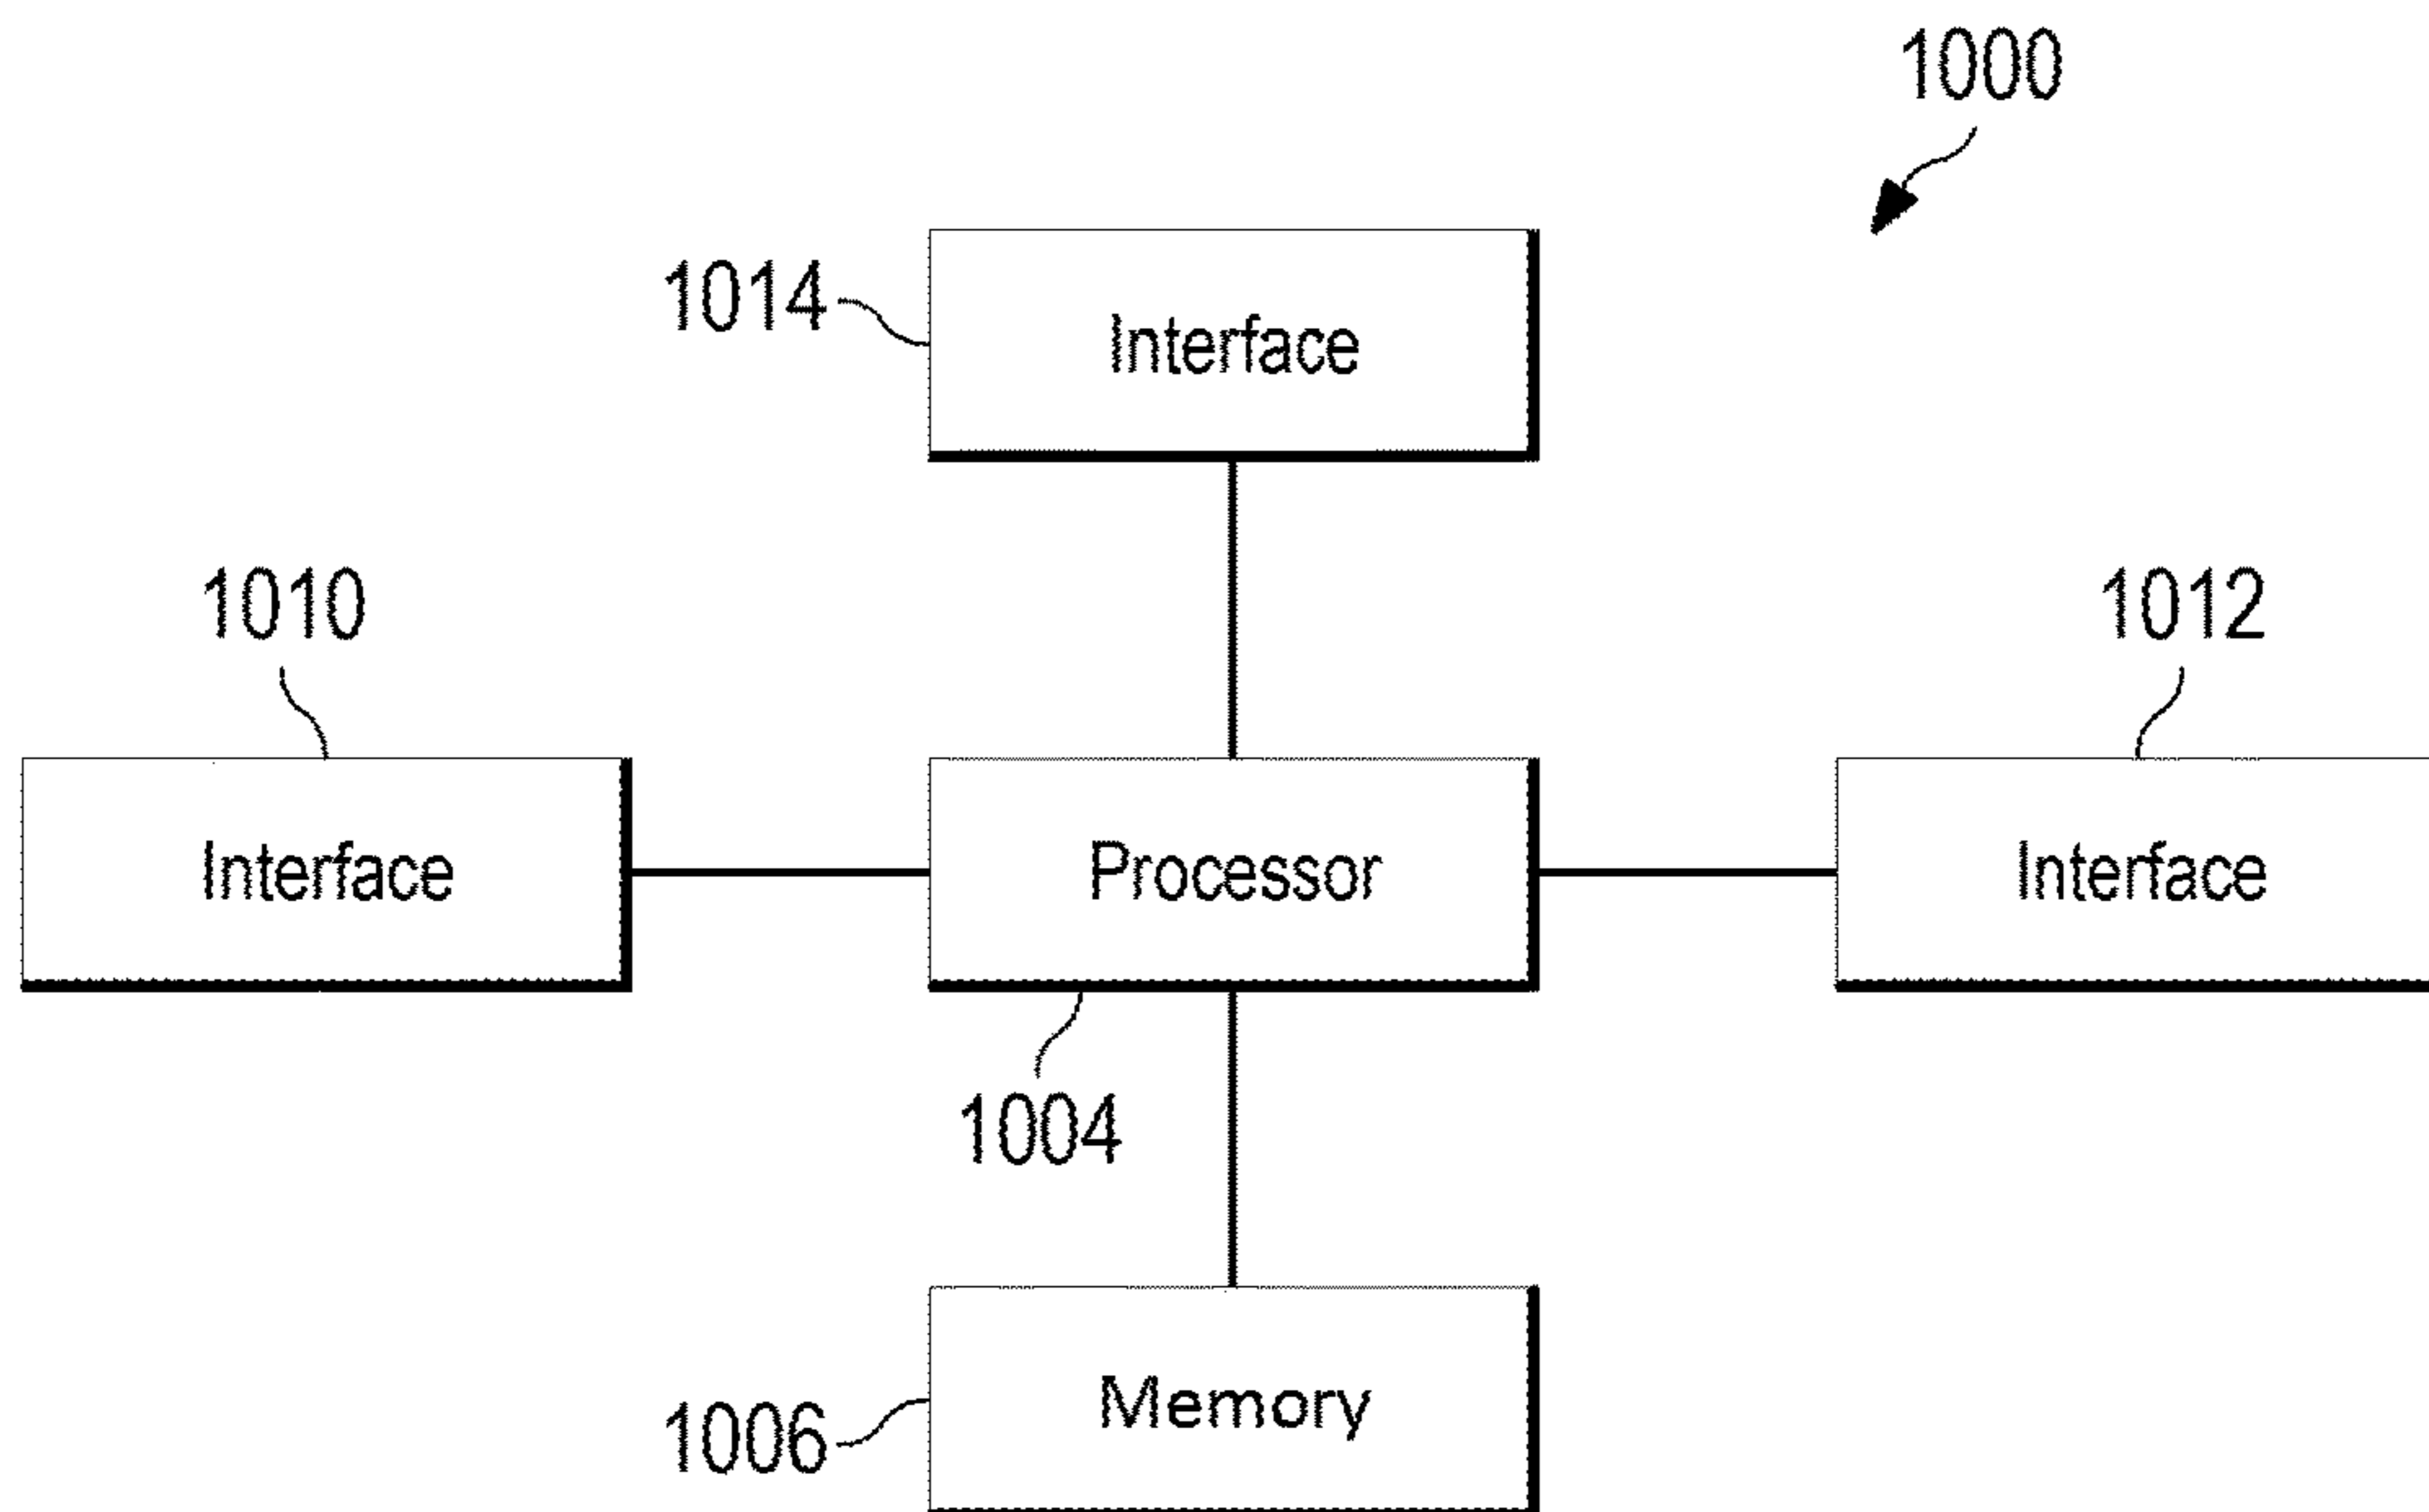 1000
1014
Interface
1010
1012
Interface
Processor
Interface
1004
Memory
1006